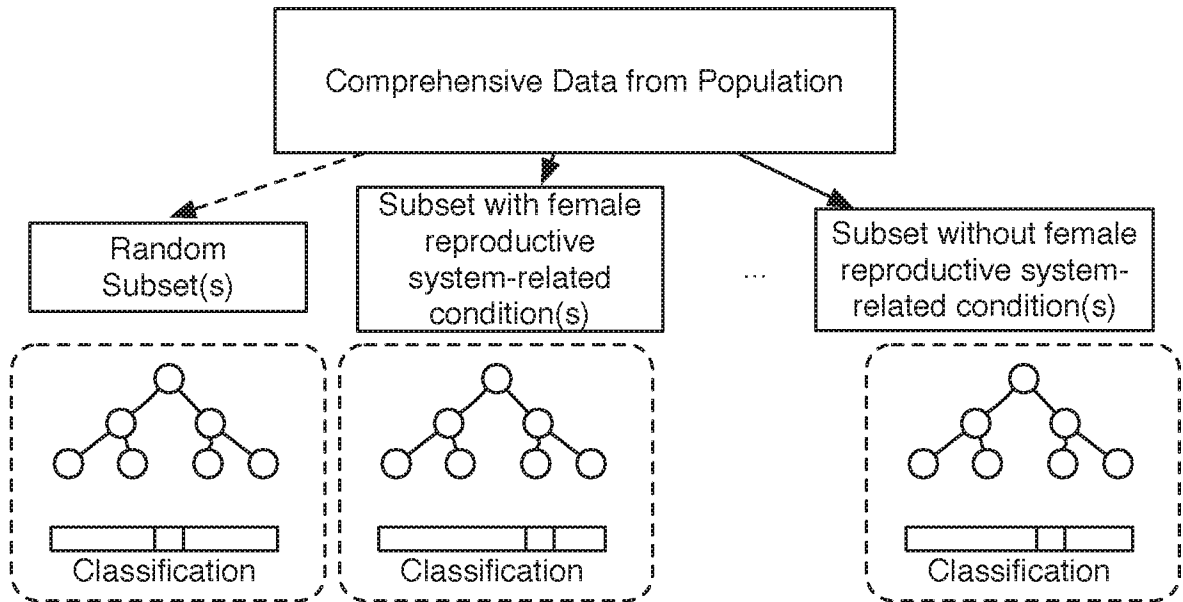 Comprehensive Data from Population
Random
Subset(s)
Subset with female
reproductive
system-related
condition(s)
...
Subset without female
reproductive system-
related condition(s)
Classification
Classification
Classification